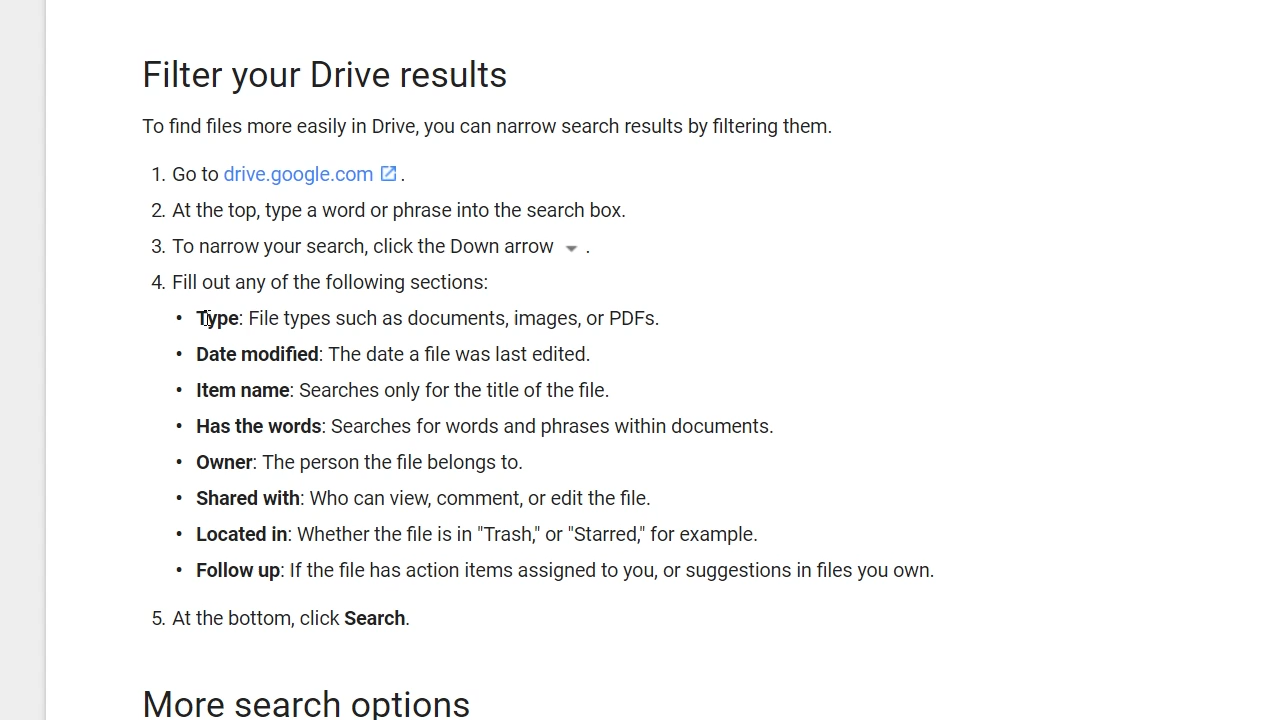 Filter your Drive results
To find files more easily in Drive, you can narrow search results by filtering them.
1. Go to drive.google.com .
2. At the top, type a word or phrase into the search box.
3. To narrow your search, click the Down arrow .
4. Fill out any of the following sections:
• Type: File types such as documents, images, or PDFs.
• Date modified: The date a file was last edited.
• Item name: Searches only for the title of the file.
• Has the words: Searches for words and phrases within documents.
• Owner: The person the file belongs to.
• Shared with: Who can view, comment, or edit the file.
• Located in: Whether the file is in "Trash," or "Starred," for example.
• Follow up: If the file has action items assigned to you, or suggestions in files you own.
5. At the bottom, click Search.
More search options